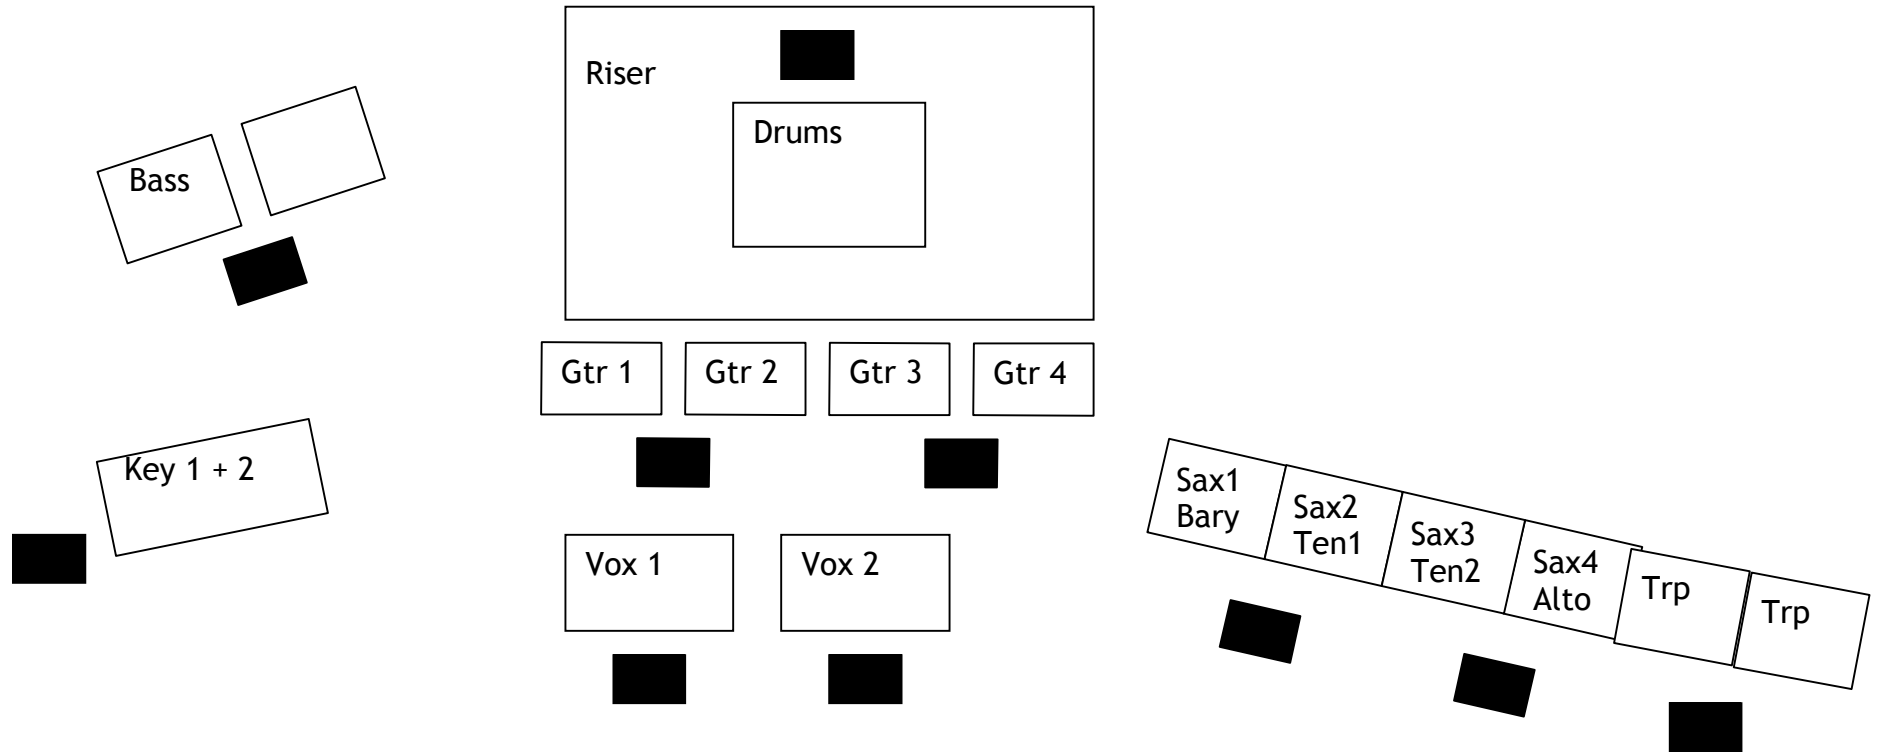 Riser
Drums
Bass
Gtr 1
Gtr 2
Gtr 3
Gtr 4
Key 1 + 2
Sax1
Bary
Sax2
Ten1
Sax3
Ten2
Sax4
Alto
Trp
Trp
Vox 1
Vox 2